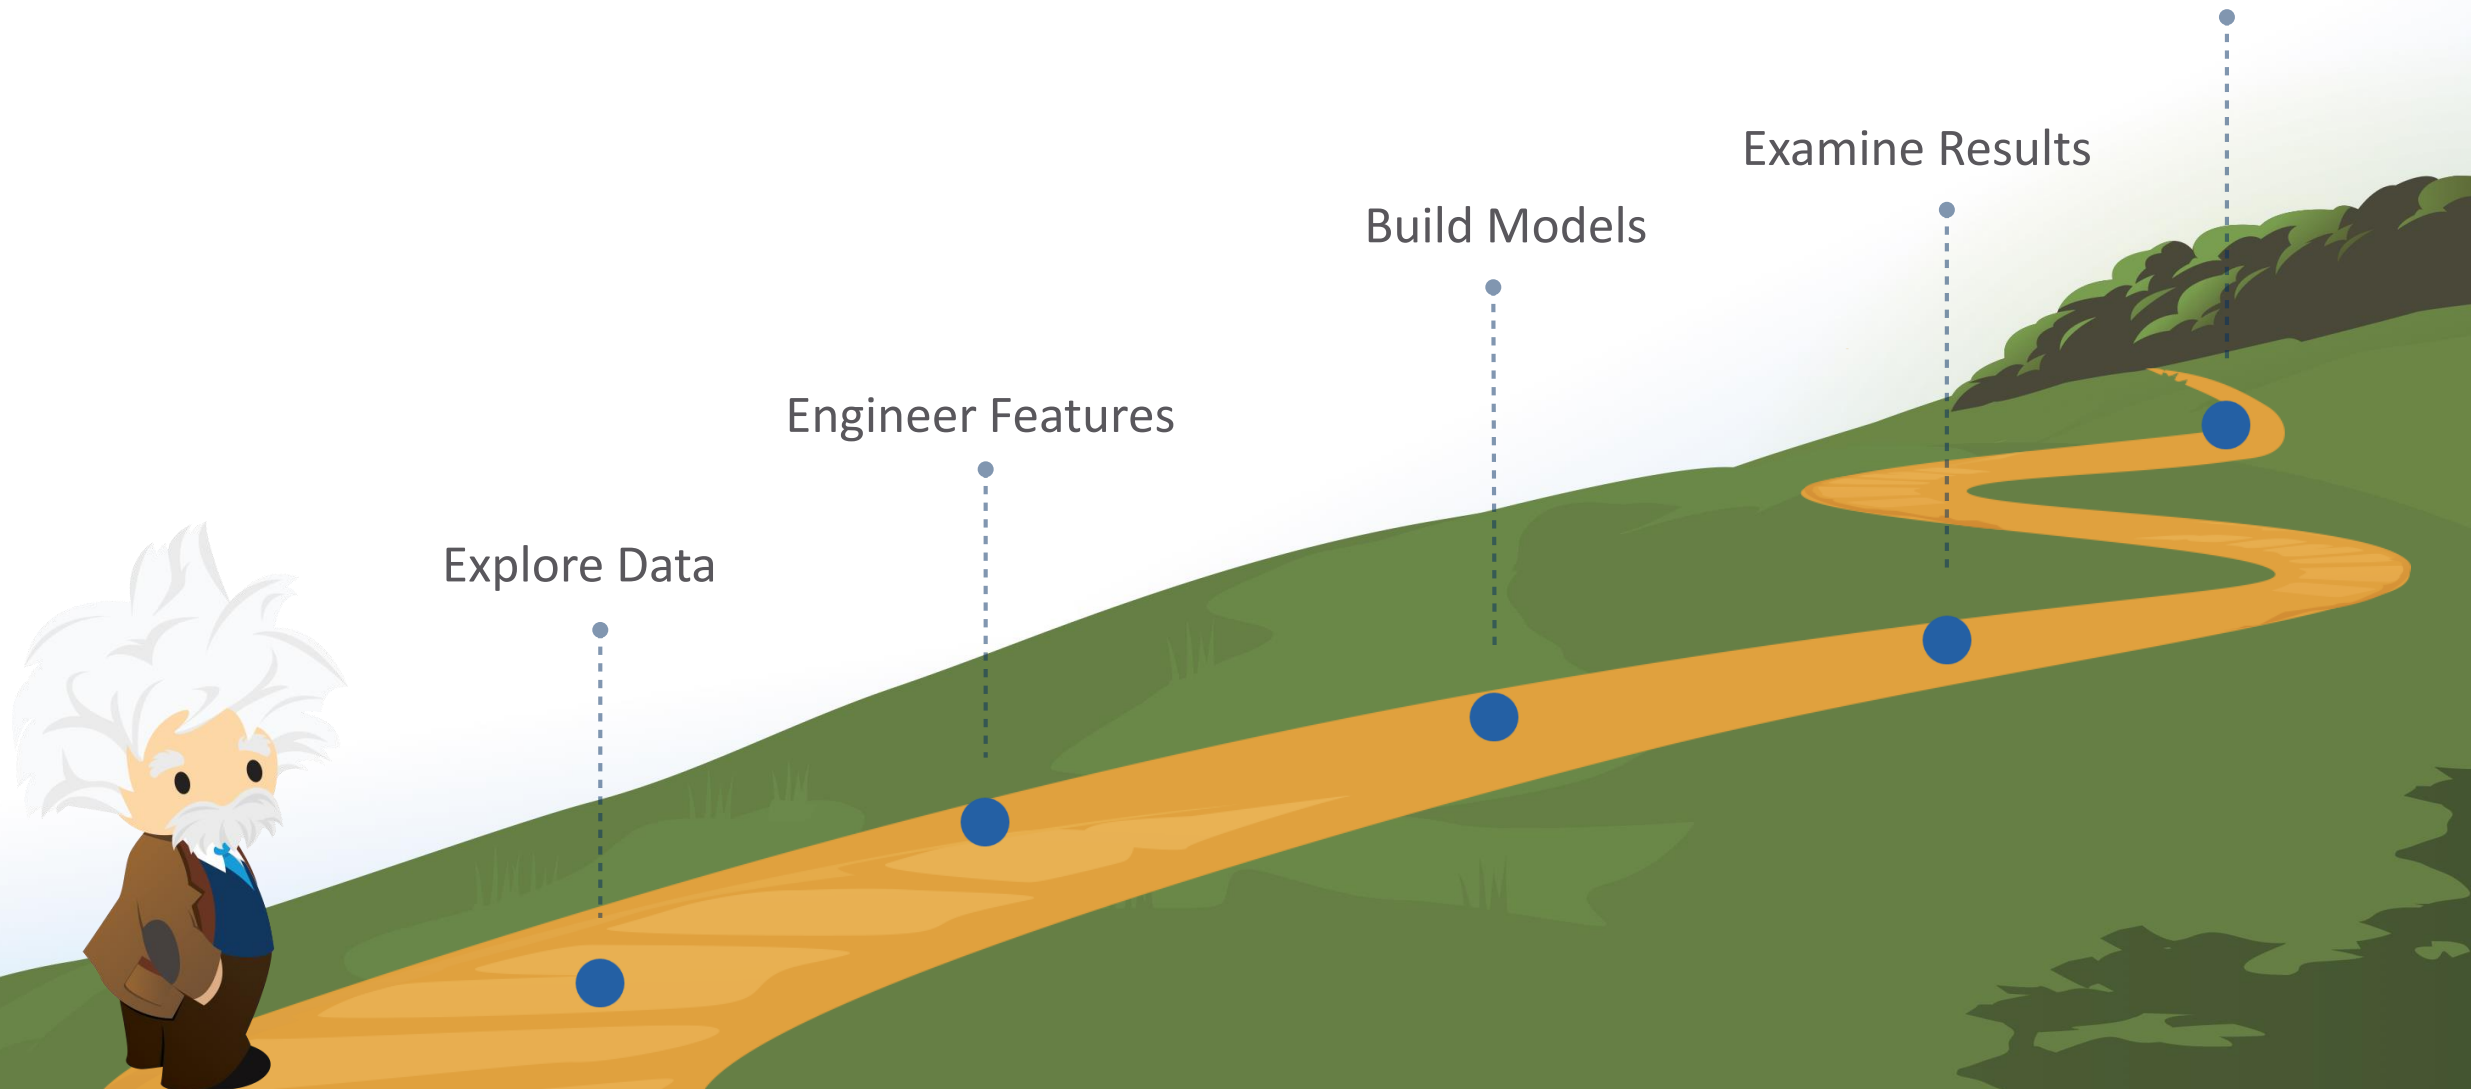 Examine Results
Build Models
Engineer Features
Explore Data